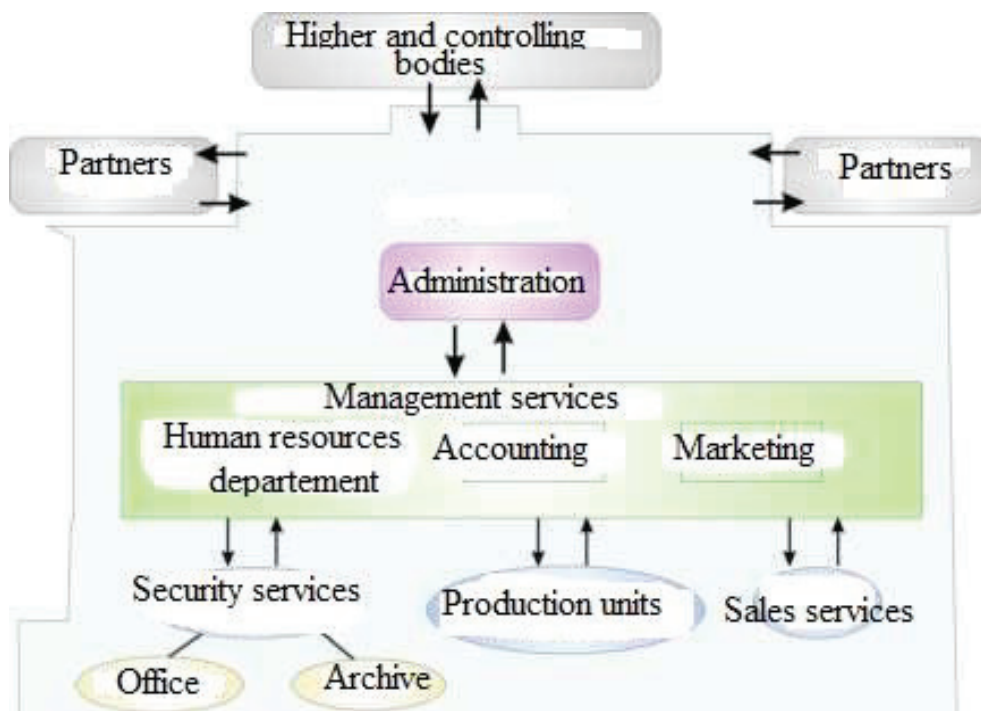 Higher and controlling
bodies
Partners
Partners
Administration
Management services
Human resources
departement
Accounting
Marketing
Security services
Production units
Sales services
Office
Archive